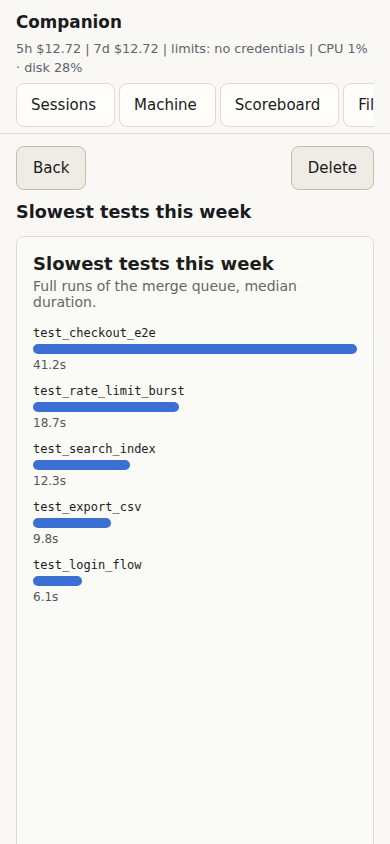 Companion
5h $12.72 | 7d $12.72 | limits: no credentials | CPU 1%
· disk 28%
Sessions
Machine
Scoreboard
Fil
Back
Delete
Slowest tests this week
Slowest tests this week
Full runs of the merge queue, median
duration.
test_checkout_e2e
41.2s
test_rate_limit_burst
18.7s
test_search_index
12.3s
test_export_csv
9.8s
test_login_flow
6.1s